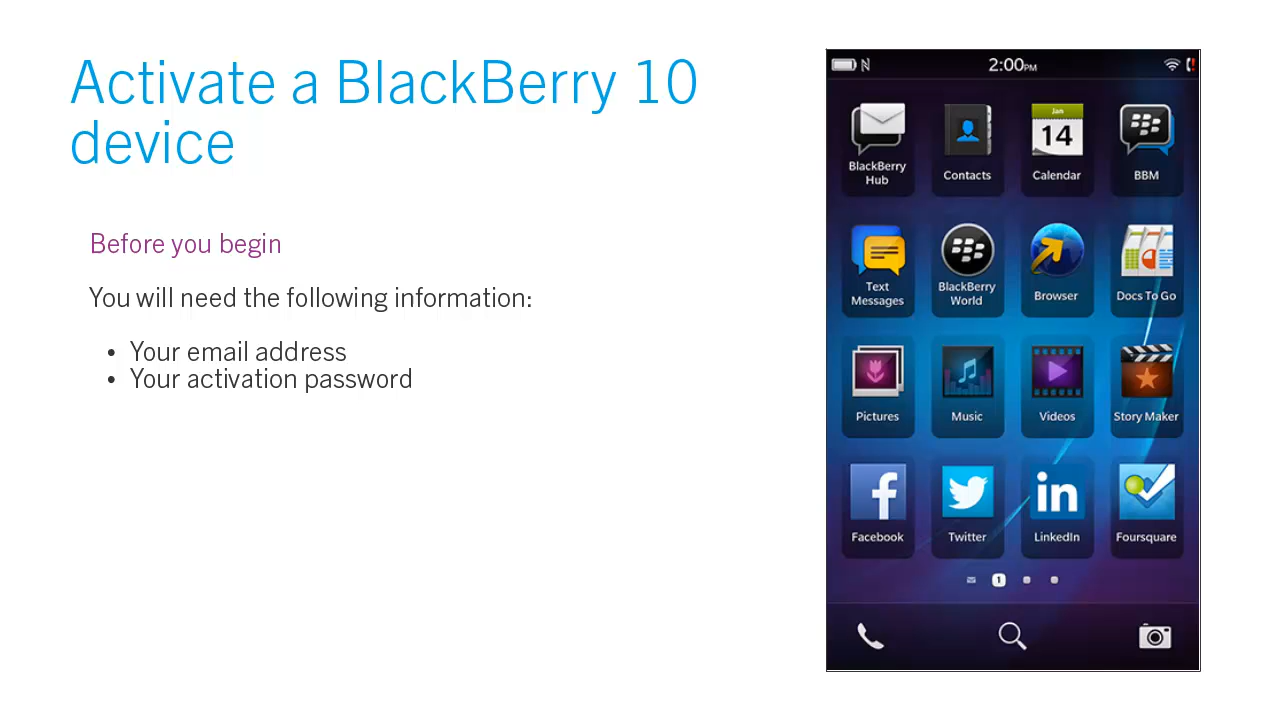 Activate a BlackBerry 10
device
Before you begin
You will need the following information:
• Your email address
• Your activation password
2:00PM
BlackBerry
Hub
Contacts
Jan
14
Calendar
BBM
Text
Messages
BlackBerry
World
Browser
Docs To Go
Pictures
Music
Videos
Story Maker
f
Facebook
Twitter
in
LinkedIn
Foursquare
1